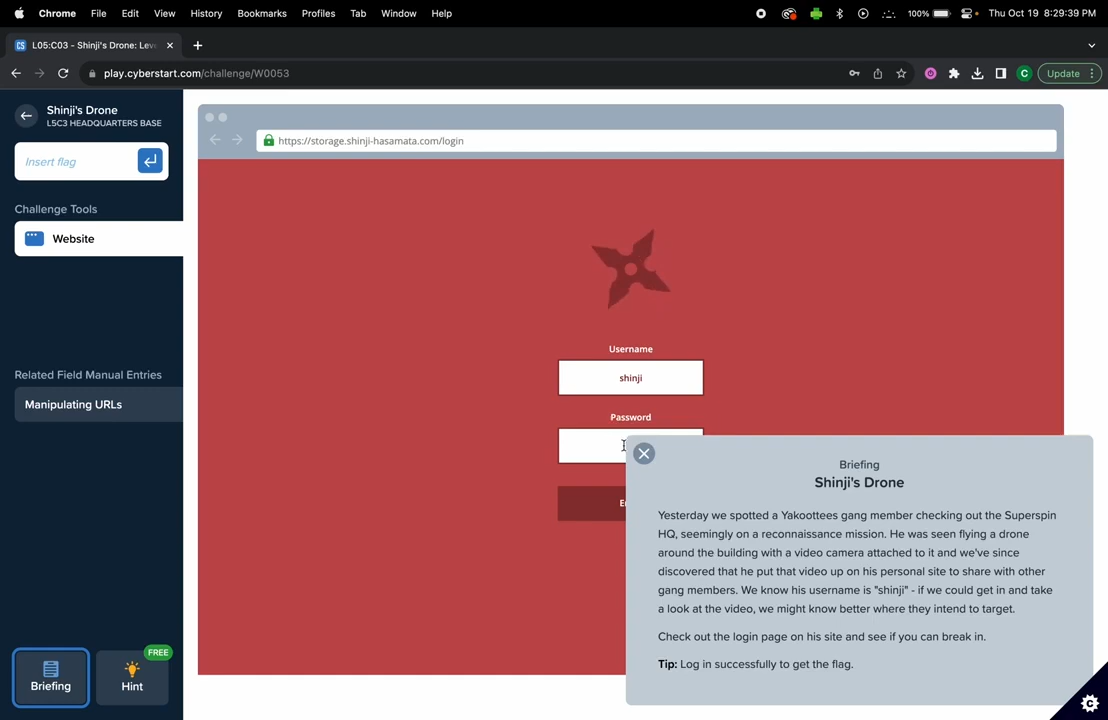 Chrome File Edit View History Bookmarks Profiles Tab Window Help 100% Thu Oct 19 8:29:39 PM
CS L05:C03 - Shinji's Drone: Lev
play.cyberstart.com/challenge/W0053 C Update
Shinji's Drone
L5C3 HEADQUARTERS BASE
Insert flag
Challenge Tools
Website
Related Field Manual Entries
Manipulating URLs
FREE
Briefing Hint
https://storage.shinji-hasamata.com/login
Username
shinji
Password
Briefing
Shinji's Drone
Yesterday we spotted a Yakoottees gang member checking out the Superspin
HQ, seemingly on a reconnaissance mission. He was seen flying a drone
around the building with a video camera attached to it and we've since
discovered that he put that video up on his personal site to share with other
gang members. We know his username is "shinji" - if we could get in and take
a look at the video, we might know better where they intend to target.
Check out the login page on his site and see if you can break in.
Tip: Log in successfully to get the flag.